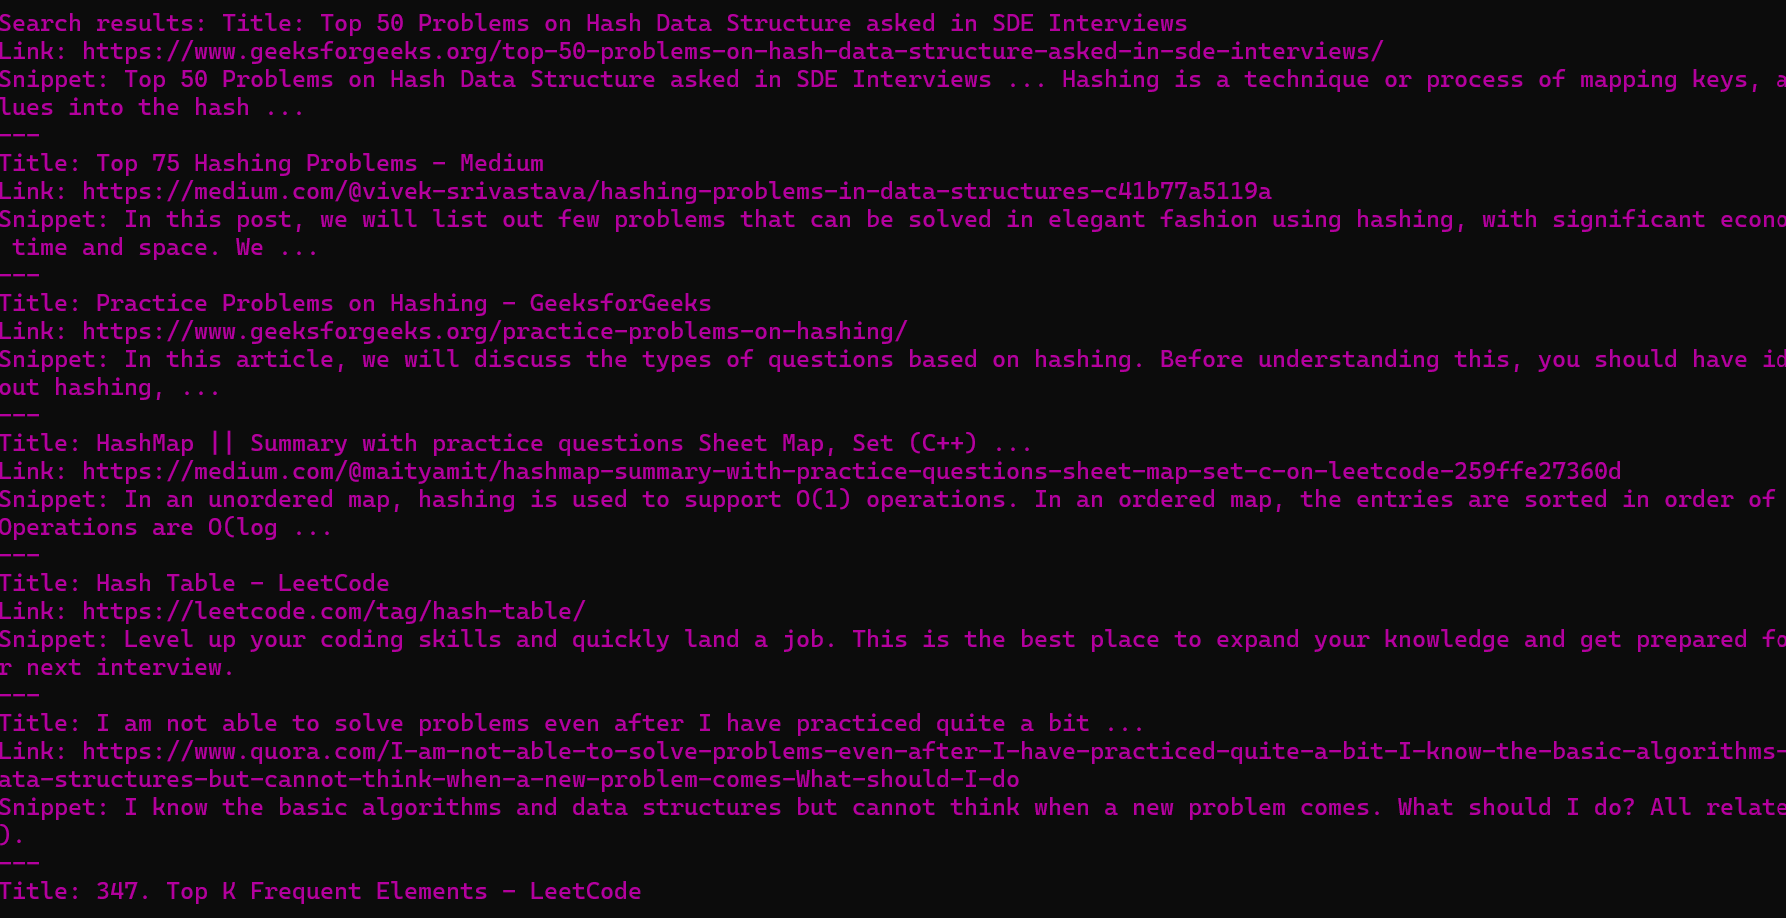 Search results: Title: Top 50 Problems on Hash Data Structure asked in SDE Interviews
Link: https://www.geeksforgeeks.org/top-50-problems-on-hash-data-structure-asked-in-sde-interviews/
Snippet: Top 50 Problems on Hash Data Structure asked in SDE Interviews ... Hashing is a technique or process of mapping keys, a
lues into the hash ...
---
Title: Top 75 Hashing Problems - Medium
Link: https://medium.com/@vivek-srivastava/hashing-problems-in-data-structures-c41b77a5119a
Snippet: In this post, we will list out few problems that can be solved in elegant fashion using hashing, with significant econo
 time and space. We ...
---
Title: Practice Problems on Hashing - GeeksforGeeks
Link: https://www.geeksforgeeks.org/practice-problems-on-hashing/
Snippet: In this article, we will discuss the types of questions based on hashing. Before understanding this, you should have id
out hashing, ...
---
Title: HashMap || Summary with practice questions Sheet Map, Set (C++) ...
Link: https://medium.com/@maityamit/hashmap-summary-with-practice-questions-sheet-map-set-c-on-leetcode-259ffe27360d
Snippet: In an unordered map, hashing is used to support O(1) operations. In an ordered map, the entries are sorted in order of
Operations are O(log ...
---
Title: Hash Table - LeetCode
Link: https://leetcode.com/tag/hash-table/
Snippet: Level up your coding skills and quickly land a job. This is the best place to expand your knowledge and get prepared fo
r next interview.
---
Title: I am not able to solve problems even after I have practiced quite a bit ...
Link: https://www.quora.com/I-am-not-able-to-solve-problems-even-after-I-have-practiced-quite-a-bit-I-know-the-basic-algorithms-
ata-structures-but-cannot-think-when-a-new-problem-comes-What-should-I-do
Snippet: I know the basic algorithms and data structures but cannot think when a new problem comes. What should I do? All relate
).
---
Title: 347. Top K Frequent Elements - LeetCode